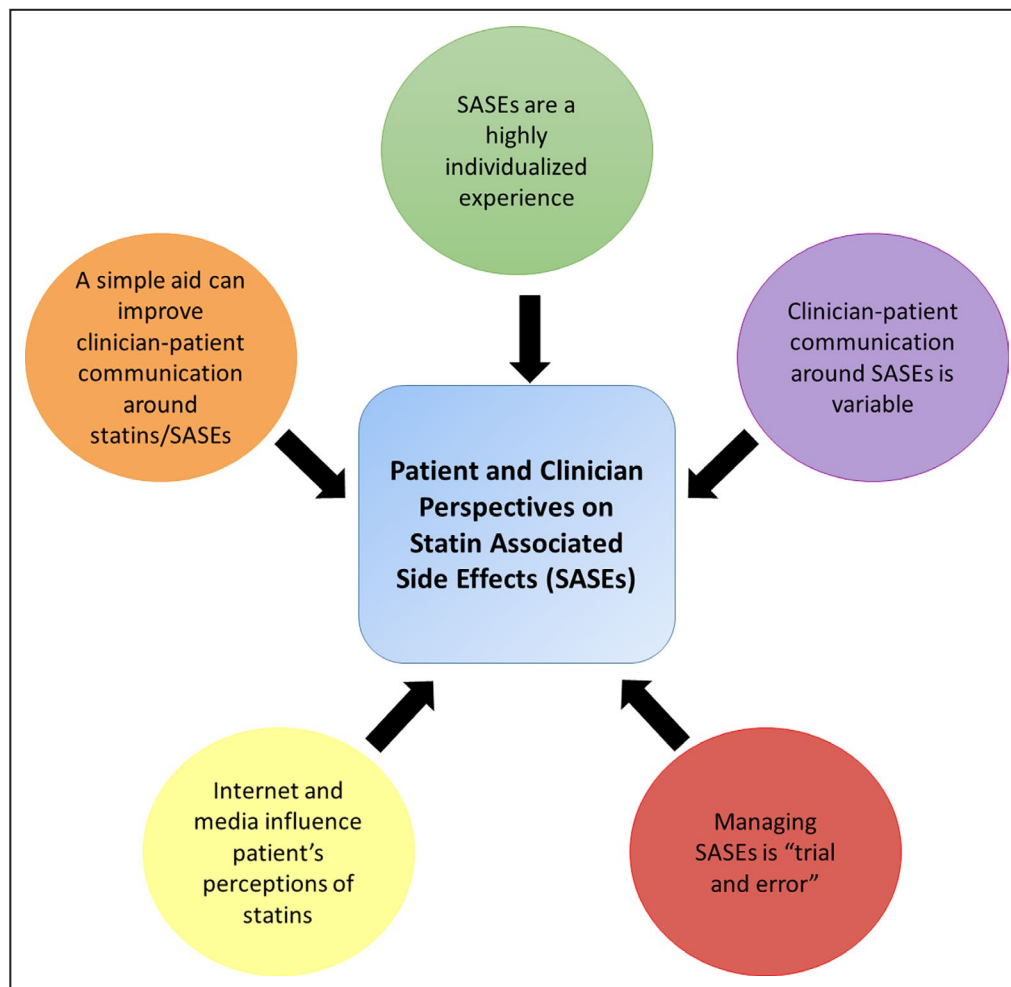 SASEs are a
highly
individualized
experience
A simple aid can
improve
clinician-patient
communication
around
statins/SASEs
Clinician-patient
communication
around SASEs is
variable
Patient and Clinician
Perspectives on
Statin Associated
Side Effects (SASEs)
Internet and
media influence
patient’s
perceptions of
statins
Managing
SASEs is “trial
and error”